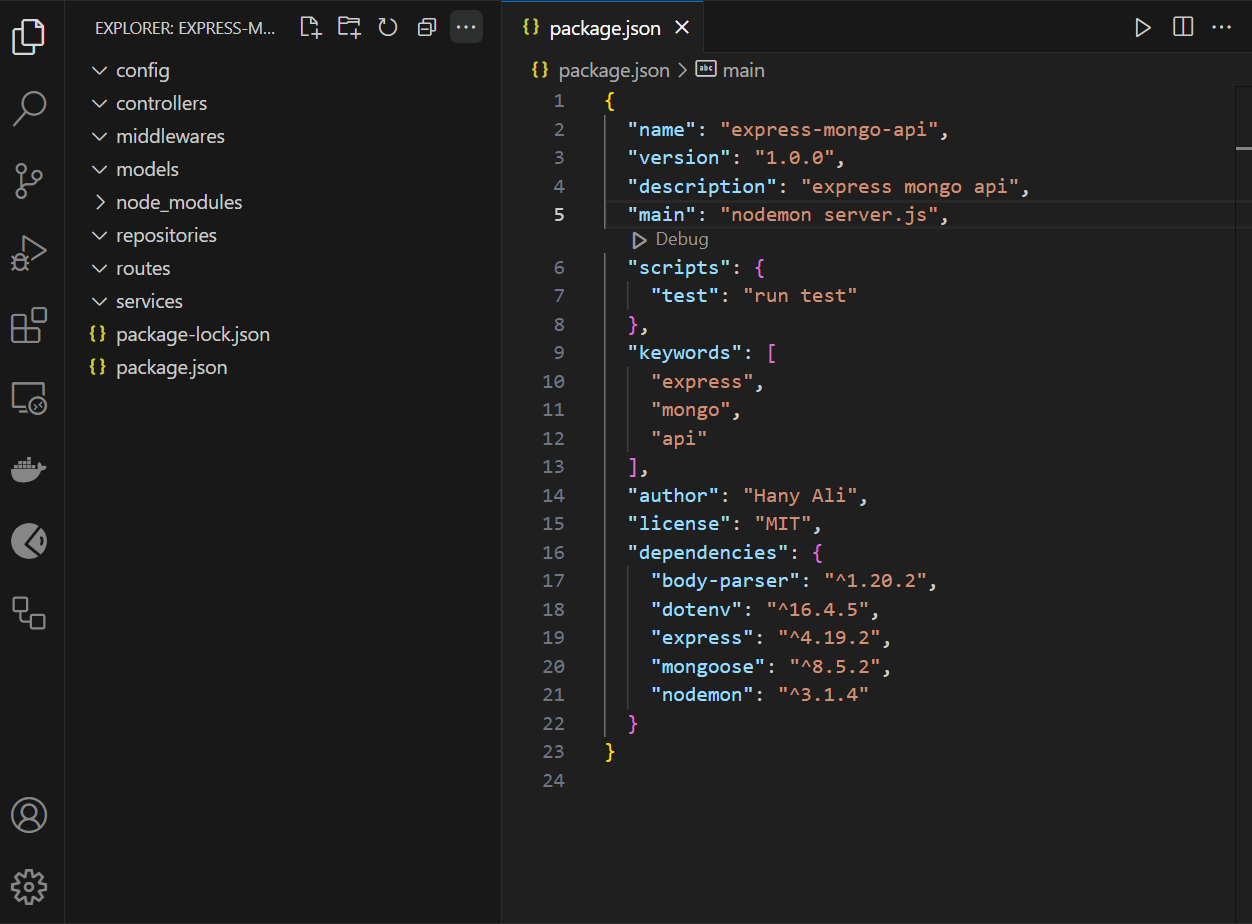 EXPLORER: EXPRESS-M...
config
controllers
middlewares
models
node_modules
repositories
routes
services
package-lock.json
package.json
package.json
package.json > main
1 {
2 "name": "express-mongo-api",
3 "version": "1.0.0",
4 "description": "express mongo api",
5 "main": "nodemon server.js",
Debug
6 "scripts": {
7 "test": "run test"
8 },
9 "keywords": [
10 "express",
11 "mongo",
12 "api"
13 ],
14 "author": "Hany Ali",
15 "license": "MIT",
16 "dependencies": {
17 "body-parser": "^1.20.2",
18 "dotenv": "^16.4.5",
19 "express": "^4.19.2",
20 "mongoose": "^8.5.2",
21 "nodemon": "^3.1.4"
22 }
23 }
24